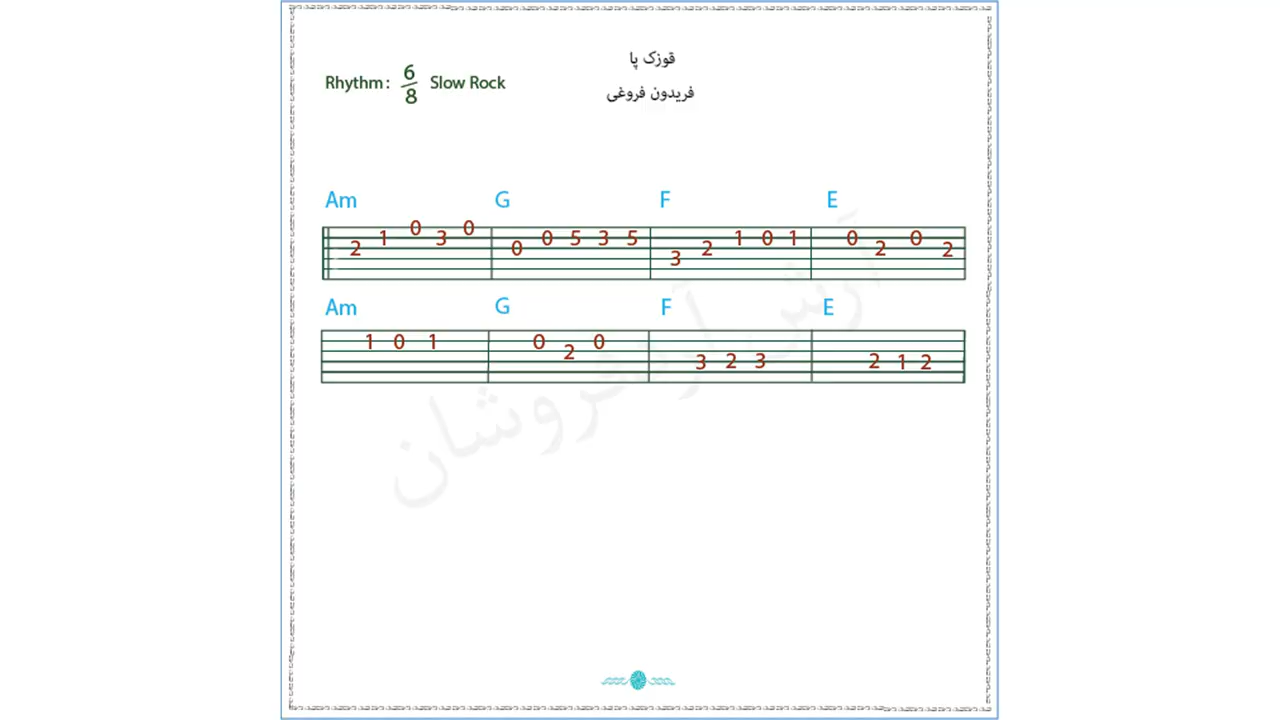 قوزک پا
Rhythm: 6/8 Slow Rock
فریدون فروغی
Am G F E
2 1 0 3 0 0 0 5 3 5 3 2 1 0 1 0 2 0 2
Am G F E
1 0 1 0 2 0 3 2 3 2 1 2
آرش آردفروشان